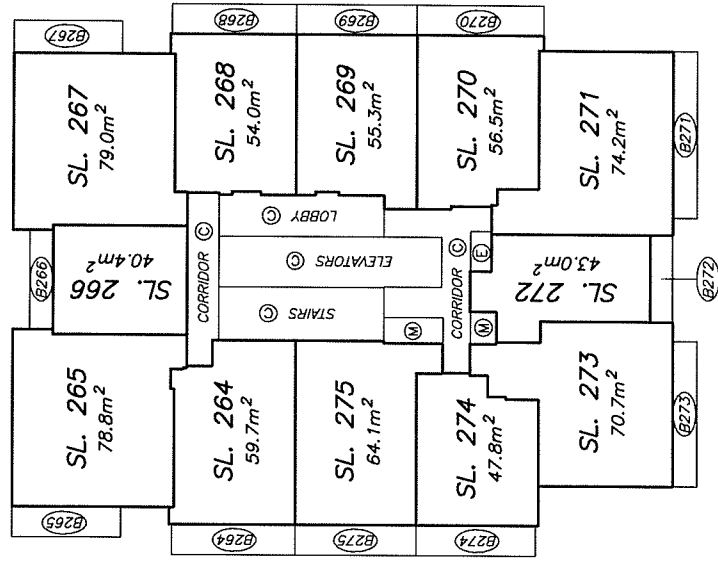 B267
B268
B269
B270
SL. 267
79.0m²
SL. 268
54.0m²
SL. 269
55.3m²
SL. 270
56.5m²
SL. 271
74.2m²
B271
B266
SL. 266
40.4m²
CORRIDOR Ⓒ
LOBBY Ⓒ
ELEVATORS Ⓒ
STAIRS Ⓒ
CORRIDOR Ⓒ
E
M
M
SL. 272
43.0m²
B272
SL. 265
78.8m²
SL. 264
59.7m²
SL. 275
64.1m²
SL. 274
47.8m²
SL. 273
70.7m²
B273
B265
B264
B275
B274